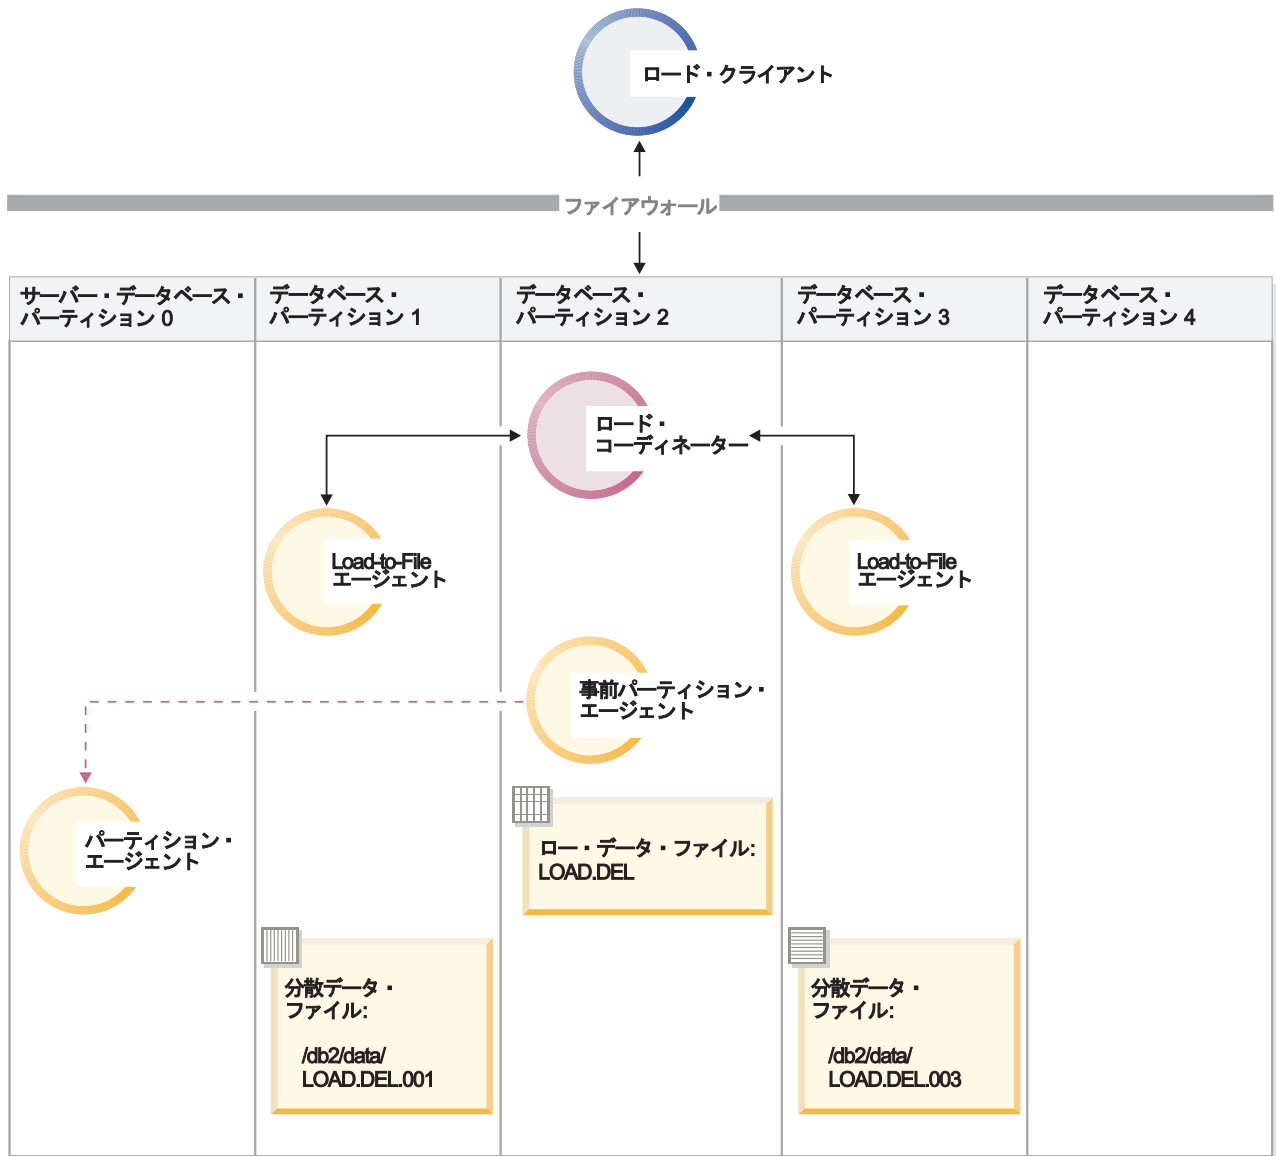 ロード・クライアント
ファイアウォール
サーバー・データベース・
パーティション 0
データベース・
パーティション 1
データベース・
パーティション 2
データベース・
パーティション 3
データベース・
パーティション 4
ロード・
コーディネーター
Load-to-File
エージェント
Load-to-File
エージェント
事前パーティション・
エージェント
パーティション・
エージェント
ロー・データ・ファイル:
LOAD.DEL
分散データ・
ファイル:
/db2/data/
LOAD.DEL.001
分散データ・
ファイル:
/db2/data/
LOAD.DEL.003